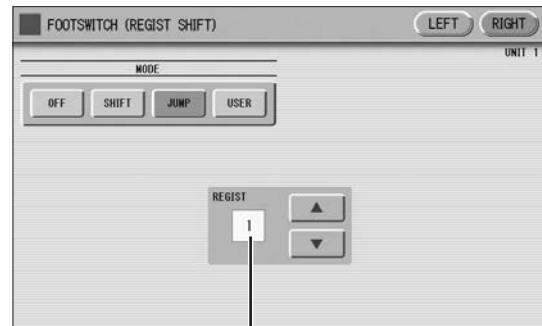 FOOTSWITCH (REGIST SHIFT)
LEFT
RIGHT
UNIT 1
MODE
OFF
SHIFT
JUMP
USER
REGIST
1